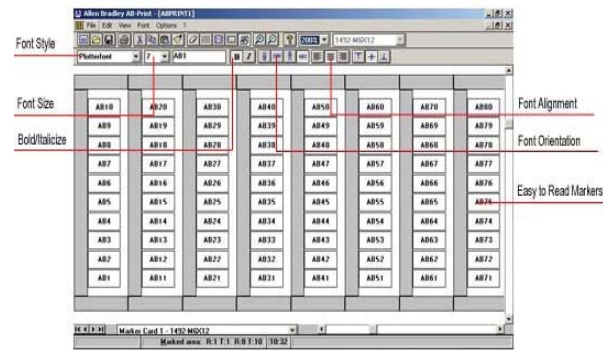 Allen Bradley AB-Print - [ABPRINT1]
File Edit View Font Options ?
200% 1492-M6X12
Font Style
Plotterfont 7 AB1 B I ABC
Font Size
Bold/Italicize
Font Alignment
Font Orientation
Easy to Read Markers
AB10 AB20 AB30 AB40 AB50 AB60 AB70 AB80
AB9 AB19 AB29 AB39 AB49 AB59 AB69 AB79
AB8 AB18 AB28 AB38 AB48 AB58 AB68 AB78
AB7 AB17 AB27 AB37 AB47 AB57 AB67 AB77
AB6 AB16 AB26 AB36 AB46 AB56 AB66 AB76
AB5 AB15 AB25 AB35 AB45 AB55 AB65 AB75
AB4 AB14 AB24 AB34 AB44 AB54 AB64 AB74
AB3 AB13 AB23 AB33 AB43 AB53 AB63 AB73
AB2 AB12 AB22 AB32 AB42 AB52 AB62 AB72
AB1 AB11 AB21 AB31 AB41 AB51 AB61 AB71
Marker Card 1 - 1492-M6X12
Marked area: R:1 T:1 R:8 T:10 10:32